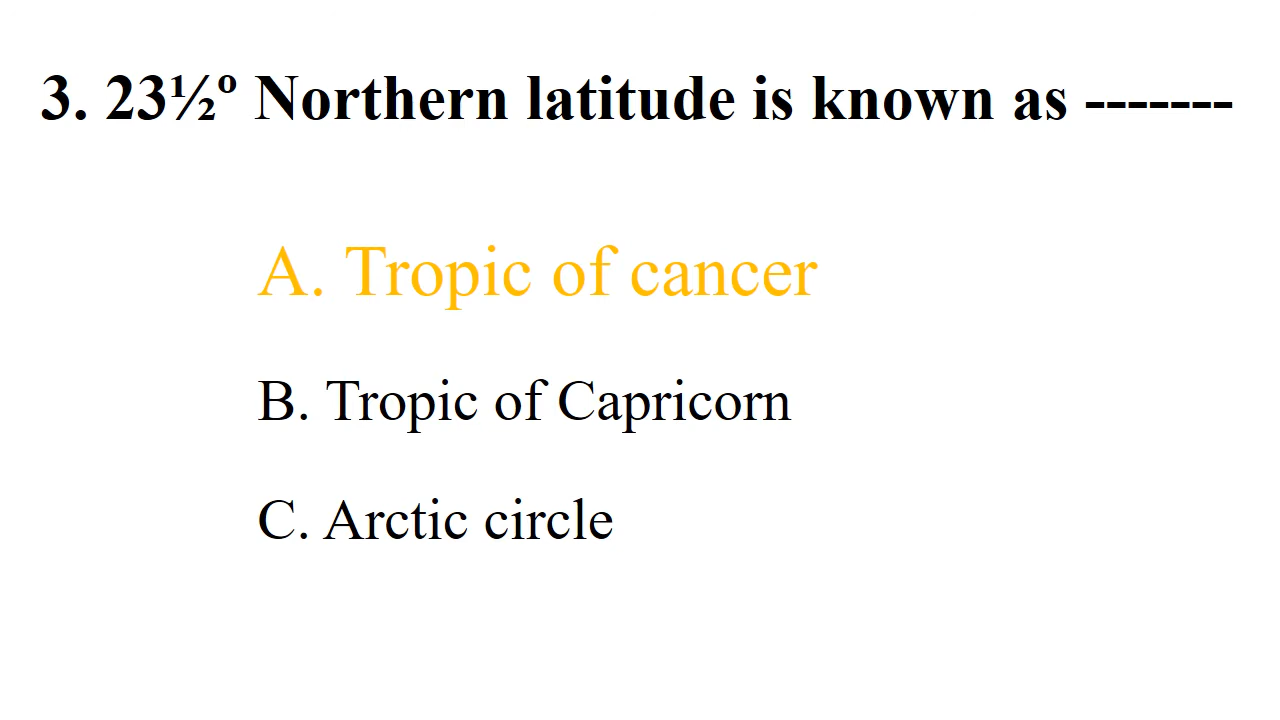 3. 23½º Northern latitude is known as -------
A. Tropic of cancer
B. Tropic of Capricorn
C. Arctic circle